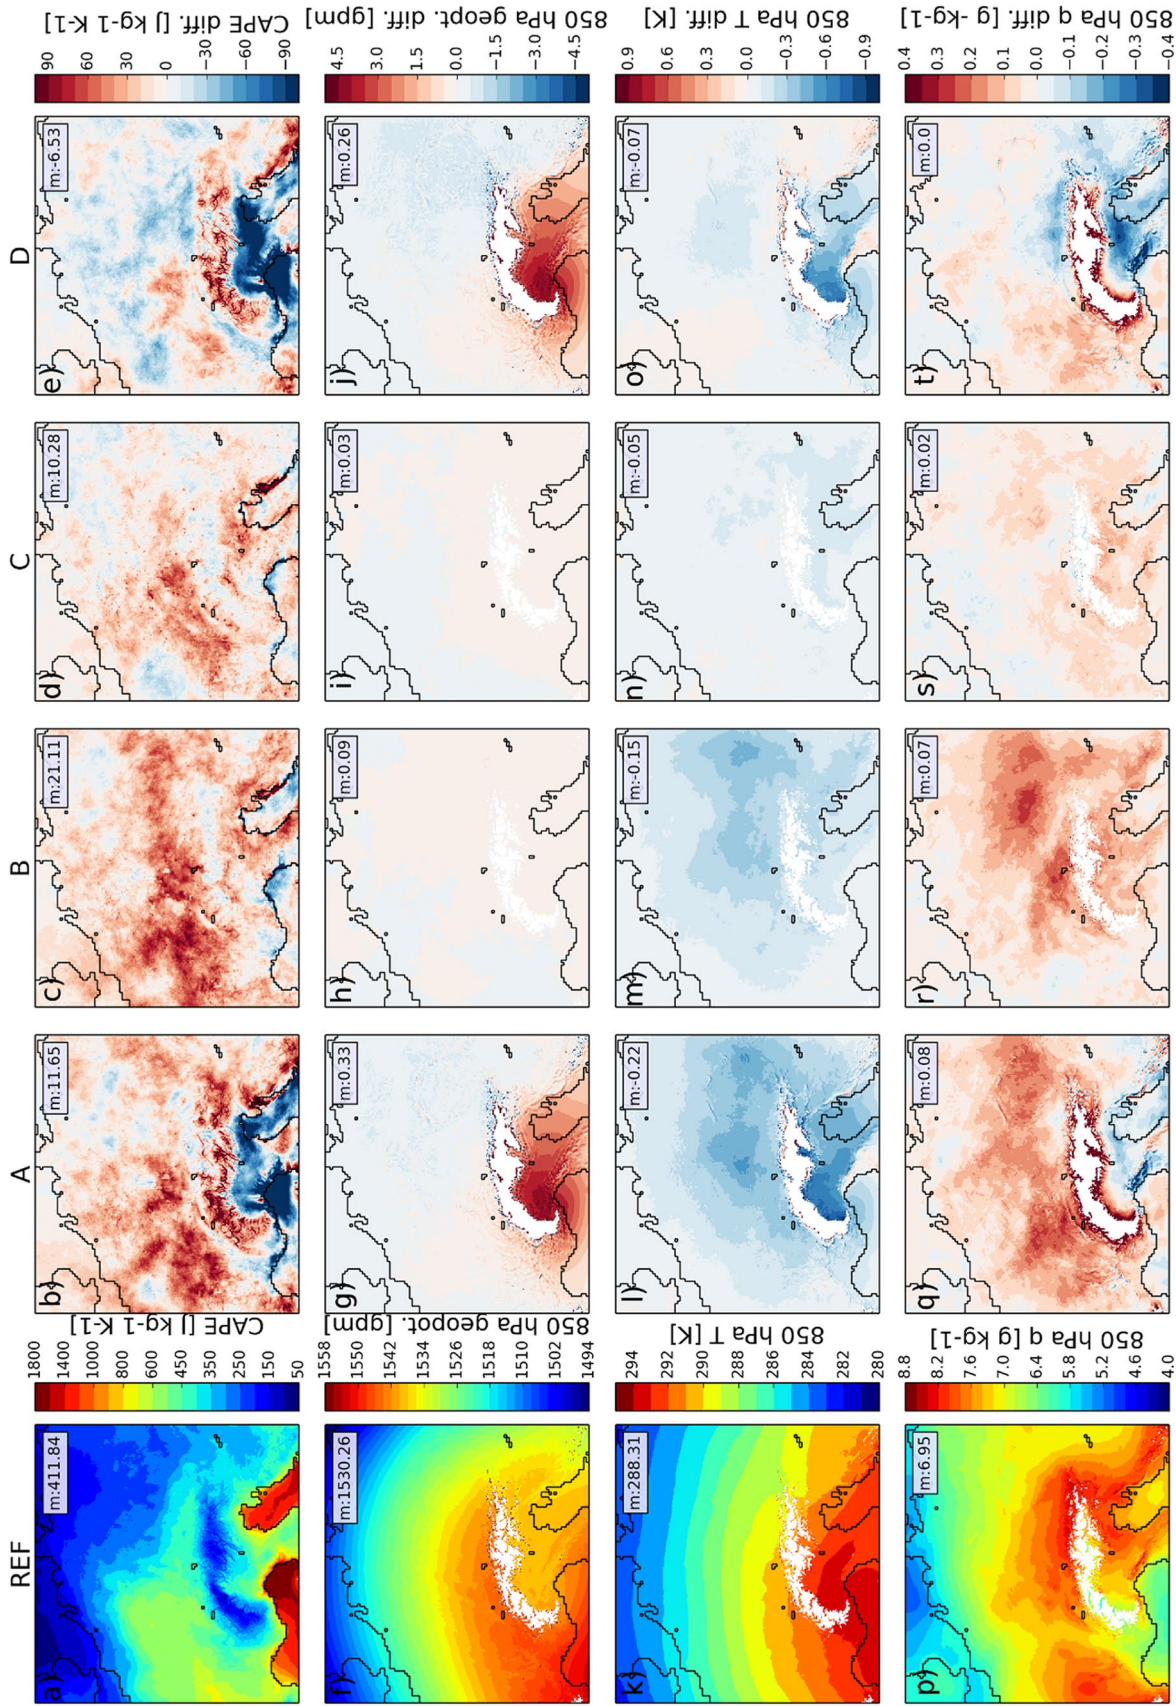 REF
A
B
C
D
a)
m:411.84
1800
1400
1000
600
450
350
250
150
50
CAPE [J kg-1 K-1]
b)
m:11.65
c)
m:21.11
d)
m:10.28
e)
m:-6.53
90
60
30
0
−30
−60
−90
CAPE diff. [J kg-1 K-1]
f)
m:1530.26
1558
1550
1542
1534
1526
1518
1510
1502
1494
850 hPa geopot. [gpm]
g)
m:0.33
h)
m:0.09
i)
m:0.03
j)
m:0.26
4.5
3.0
1.5
0.0
−1.5
−3.0
−4.5
850 hPa geopt. diff. [gpm]
k)
m:288.31
294
292
290
288
286
284
282
280
850 hPa T [K]
l)
m:-0.22
m)
m:-0.15
n)
m:-0.05
o)
m:-0.07
0.9
0.6
0.3
0.0
−0.3
−0.6
−0.9
850 hPa T diff. [K]
p)
m:6.95
8.8
8.2
7.6
7.0
6.4
5.8
5.2
4.6
4.0
850 hPa q [g kg-1]
q)
m:0.08
r)
m:0.07
s)
m:0.02
t)
m:0.0
0.4
0.3
0.2
0.1
0.0
−0.1
−0.2
−0.3
−0.4
850 hPa q diff. [g -kg-1]